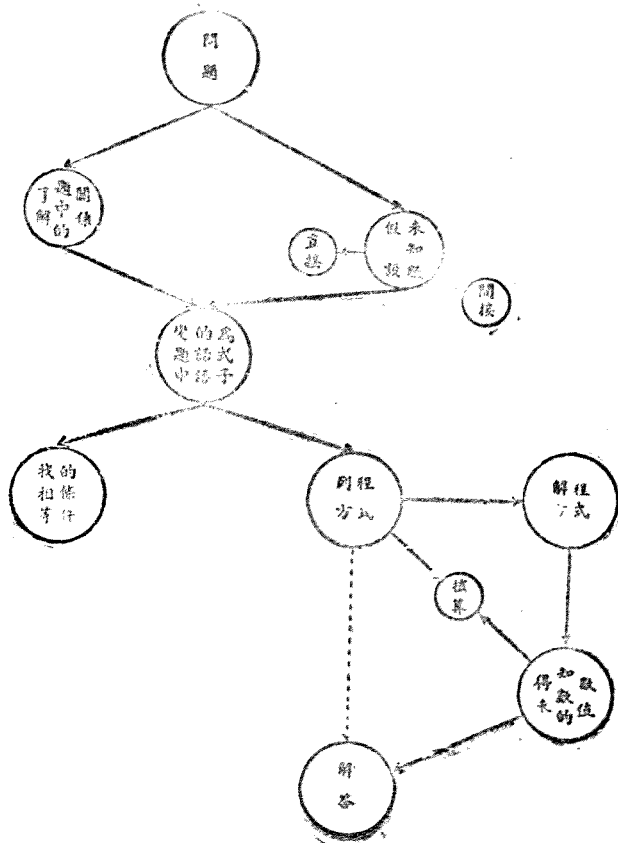 問題
了解題中的關係
假設未知數
直接
間接
變題中的語為式子
找相等的條件
列方程式
解方程式
算
得未知數的數值
解答